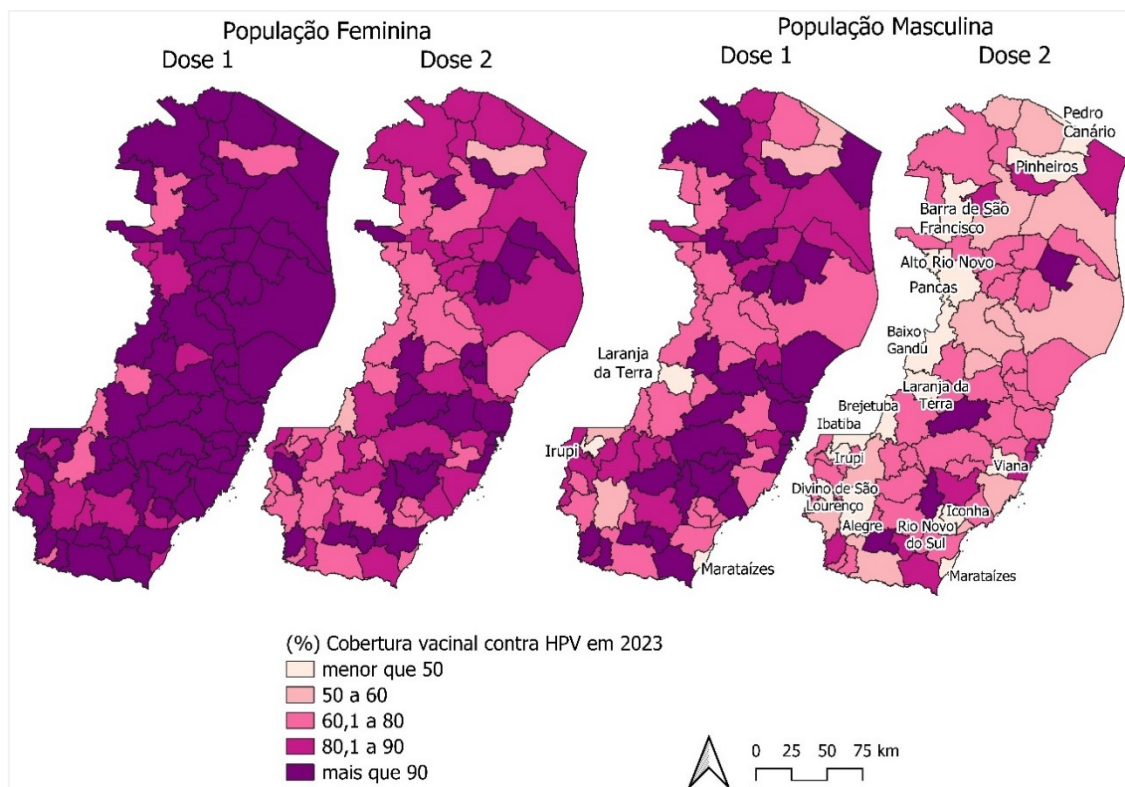 População Feminina
Dose 1
Dose 2
População Masculina
Dose 1
Dose 2
Laranja
da Terra
Irupi
Marataízes
Pedro
Canário
Pinheiros
Barra de São
Francisco
Alto Rio Novo
Pancas
Baixo
Gandú
Laranja da
Terra
Brejetuba
Ibatiba
Irupi
Viana
Divino de São
Lourenço
Iconha
Alegre
Rio Novo
do Sul
Marataízes
(%) Cobertura vacinal contra HPV em 2023
menor que 50
50 a 60
60,1 a 80
80,1 a 90
mais que 90
0 25 50 75 km